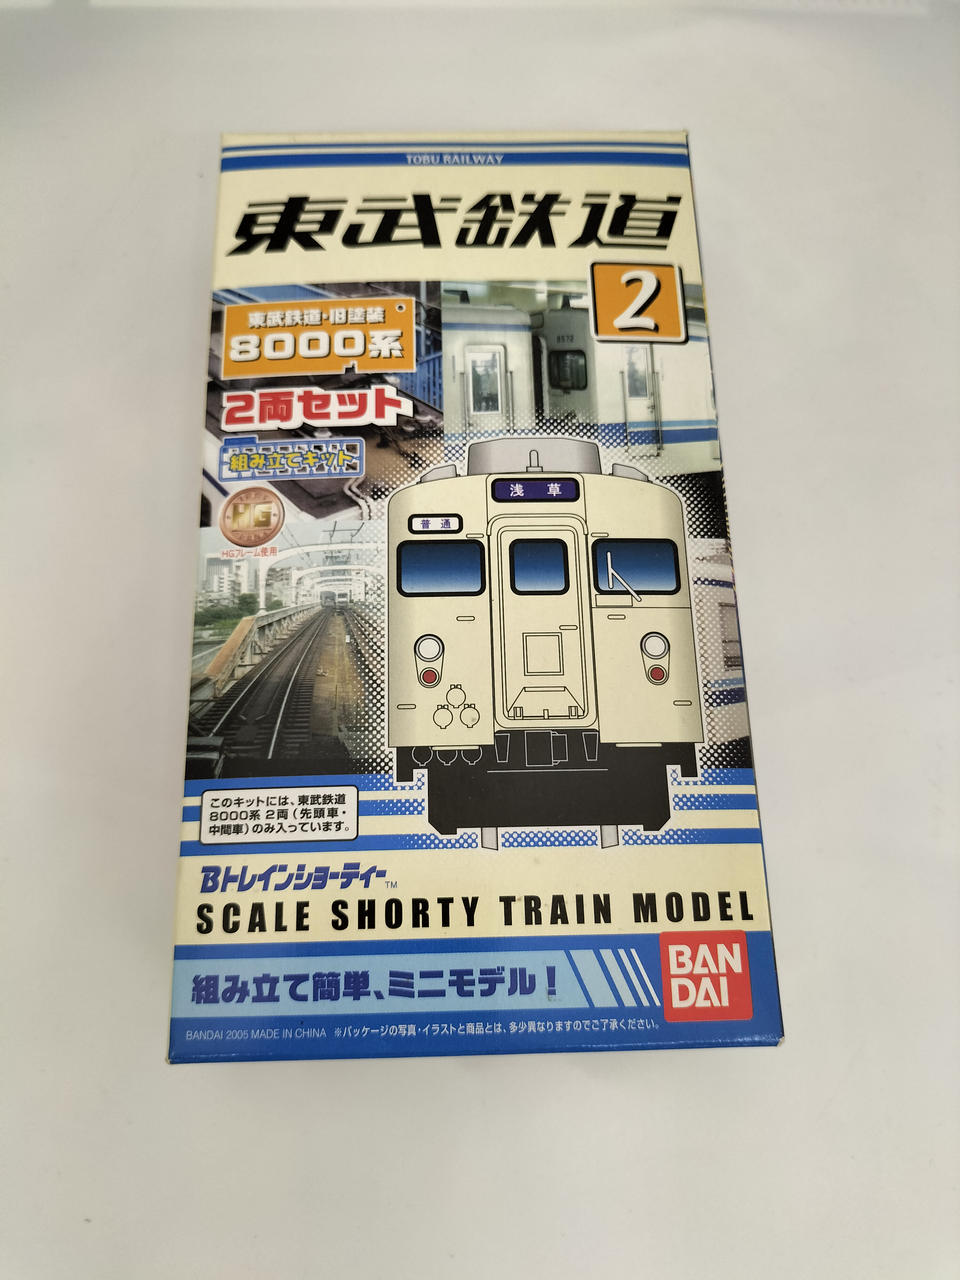 TOBU RAILWAY
東武鉄道
2
東武鉄道・旧塗装
8000系
2両セット
組み立てキット
HG
HGフレーム使用
8572
浅草
普通
このキットには、東武鉄道
8000系 2両(先頭車・
中間車)のみ入っています。
Bトレインショーティー™
SCALE SHORTY TRAIN MODEL
組み立て簡単、ミニモデル!
BAN
DAI
BANDAI 2005 MADE IN CHINA ※パッケージの写真・イラストと商品とは、多少異なりますのでご了承ください。